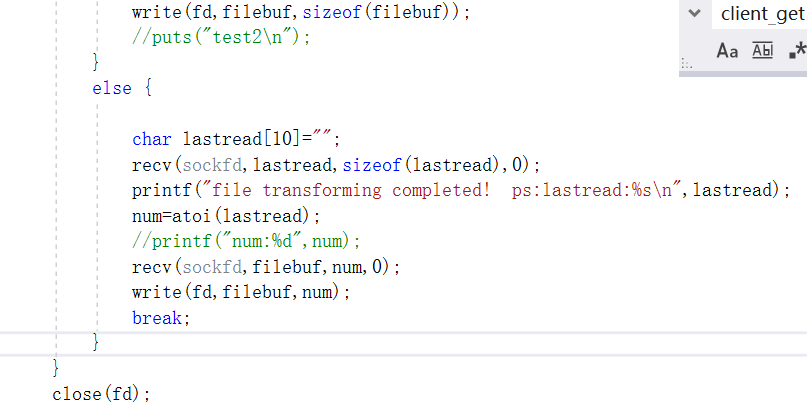 write(fd,filebuf,sizeof(filebuf));
//puts("test2\n");
}
else {
char lastread[10]="";
recv(sockfd,lastread,sizeof(lastread),0);
printf("file transforming completed!  ps:lastread:%s\n",lastread);
num=atoi(lastread);
//printf("num:%d",num);
recv(sockfd,filebuf,num,0);
write(fd,filebuf,num);
break;
}
}
close(fd);
client_get
Aa Abl .*